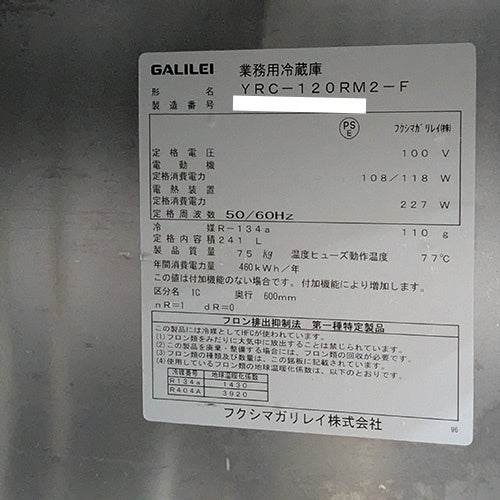 GALILEI 業務用冷蔵庫
形 名 YRC-120RM2-F
製造番号
PS E フクシマガリレイ(株)
定格電圧 100 V
電動機
定格消費電力 108/118 W
電熱装置
定格消費電力 227 W
定格周波数 50/60Hz
冷 媒 R-134a 110 g
定格内容積 241 L
製品質量 75 kg 温度ヒューズ動作温度 77℃
年間消費電力量 460 kWh/年
この値は付加機能のない場合です。付加機能により増加します。
区分名 1C 奥行 600mm
nR=1 dR=0
フロン排出抑制法 第一種特定製品
この製品には冷媒としてHFCが使われています。
(1)フロン類をみだりに大気中に放出することは禁じられています。
(2)この製品を廃棄・整備する場合には、フロン類の回収が必要です。
(3)フロン類の種類及び数量は、この銘板に記載しています。
(4)使用しているフロン類の地球温暖化係数は、以下のとおりです。
冷媒番号 地球温暖化係数
R134a 1430
R404A 3920
フクシマガリレイ株式会社
96